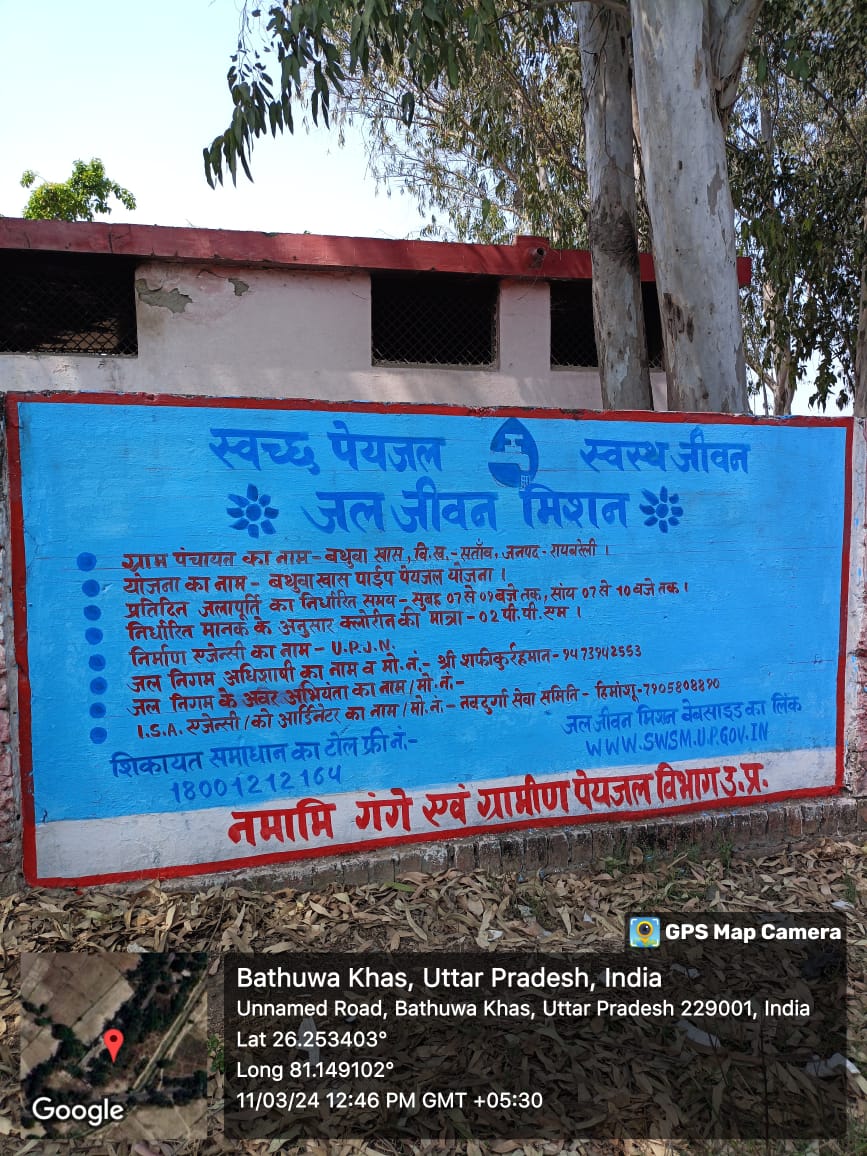 स्वच्छ पेयजल स्वस्थ जीवन
जल जीवन मिशन
ग्राम पंचायत का नाम - बथुवा खास, वि.ख.- सताँव, जनपद - रायबरेली ।
योजना का नाम - बथुवा खास पाईप पेयजल योजना ।
प्रतिदिन जलापूर्ति का निर्धारित समय - सुबह 07 से 09 बजे तक, सांय 07 से 10 बजे तक ।
निर्धारित मानक के अनुसार क्लोरीन की मात्रा - 02 पी.पी.एम ।
निर्माण एजेन्सी का नाम - U.P.J.N.
जल निगम अधिशाषी का नाम व मो.नं.- श्री शफीकुर्रहमान - 9473942553
जल निगम के अवर अभियंता का नाम / मो.नं.-
I.S.A. एजेन्सी / को आर्डिनेटर का नाम / मो.नं.- नवदुर्गा सेवा समिति - हिमांशु - 7905808890
शिकायत समाधान का टोल फ्री नं.-
18001212164
जल जीवन मिशन वेबसाइड का लिंक
WWW.SWSM.U.P.GOV.IN
नमामि गंगे एवं ग्रामीण पेयजल विभाग उ.प्र.
GPS Map Camera
Bathuwa Khas, Uttar Pradesh, India
Unnamed Road, Bathuwa Khas, Uttar Pradesh 229001, India
Lat 26.253403°
Long 81.149102°
11/03/24 12:46 PM GMT +05:30
Google